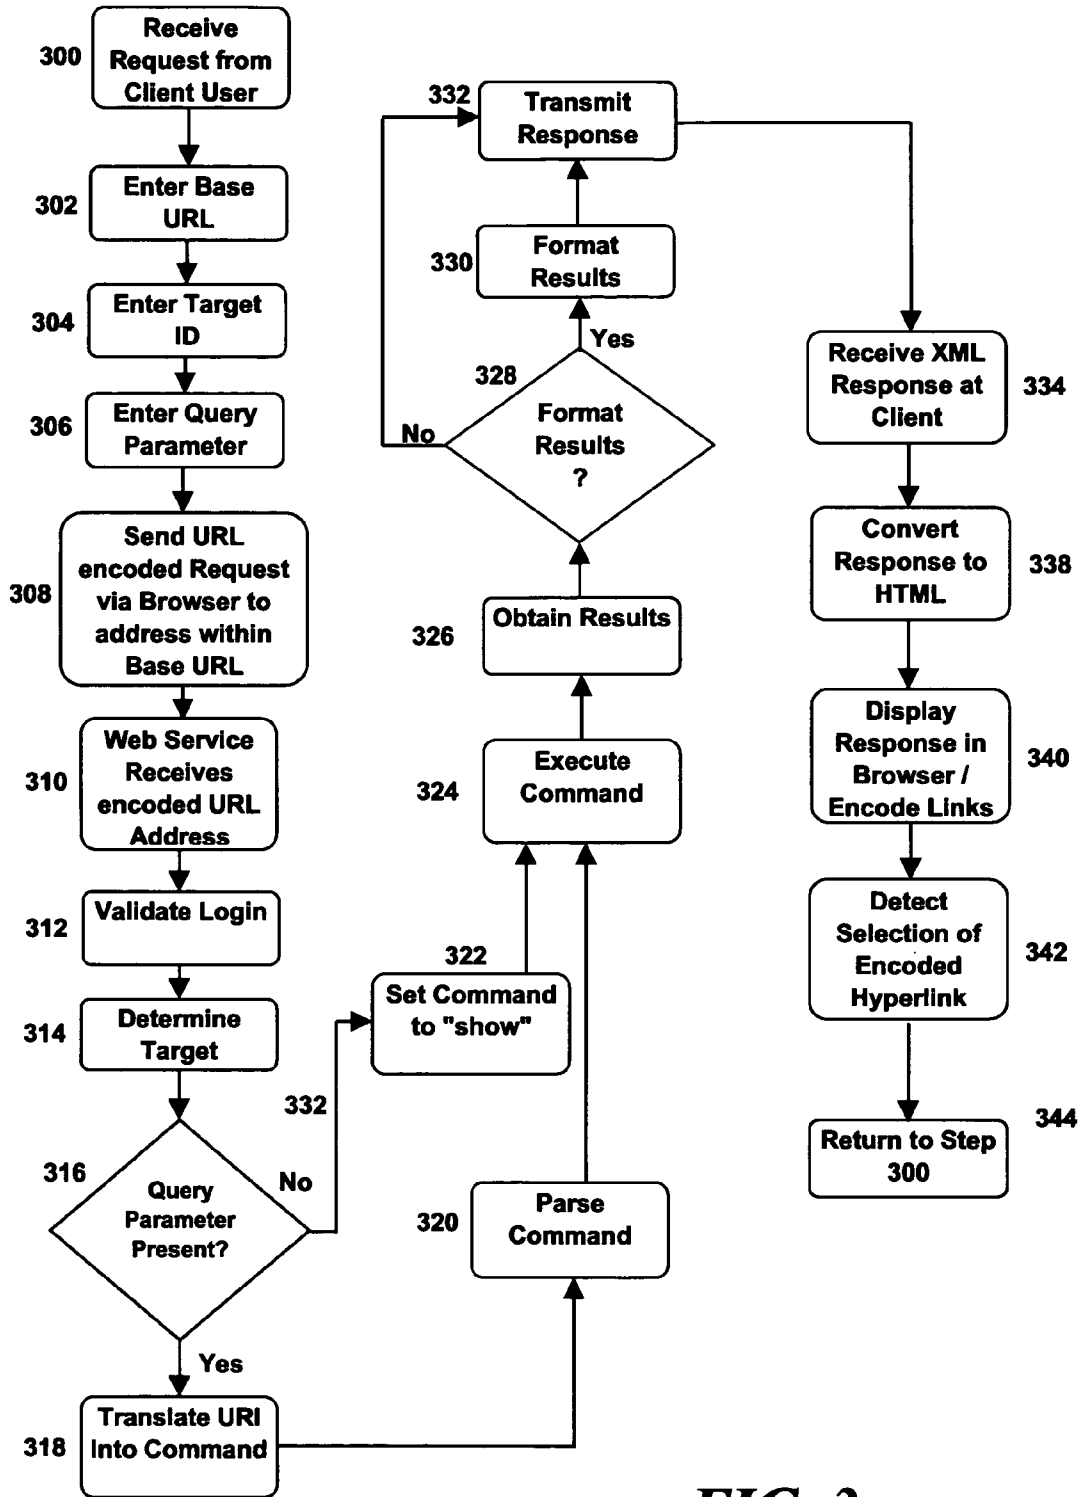 300
Receive
Request from
Client User
302
Enter Base
URL
304
Enter Target
ID
306
Enter Query
Parameter
308
Send URL
encoded Request
via Browser to
address within
Base URL
310
Web Service
Receives
encoded URL
Address
312
Validate Login
314
Determine
Target
316
Query
Parameter
Present?
No
332
Yes
318
Translate URI
Into Command
320
Parse
Command
322
Set Command
to "show"
324
Execute
Command
326
Obtain Results
328
Format
Results
?
No
Yes
330
Format
Results
332
Transmit
Response
Receive XML
Response at
Client
334
Convert
Response to
HTML
338
Display
Response in
Browser /
Encode Links
340
Detect
Selection of
Encoded
Hyperlink
342
Return to Step
300
344
FIG. 3